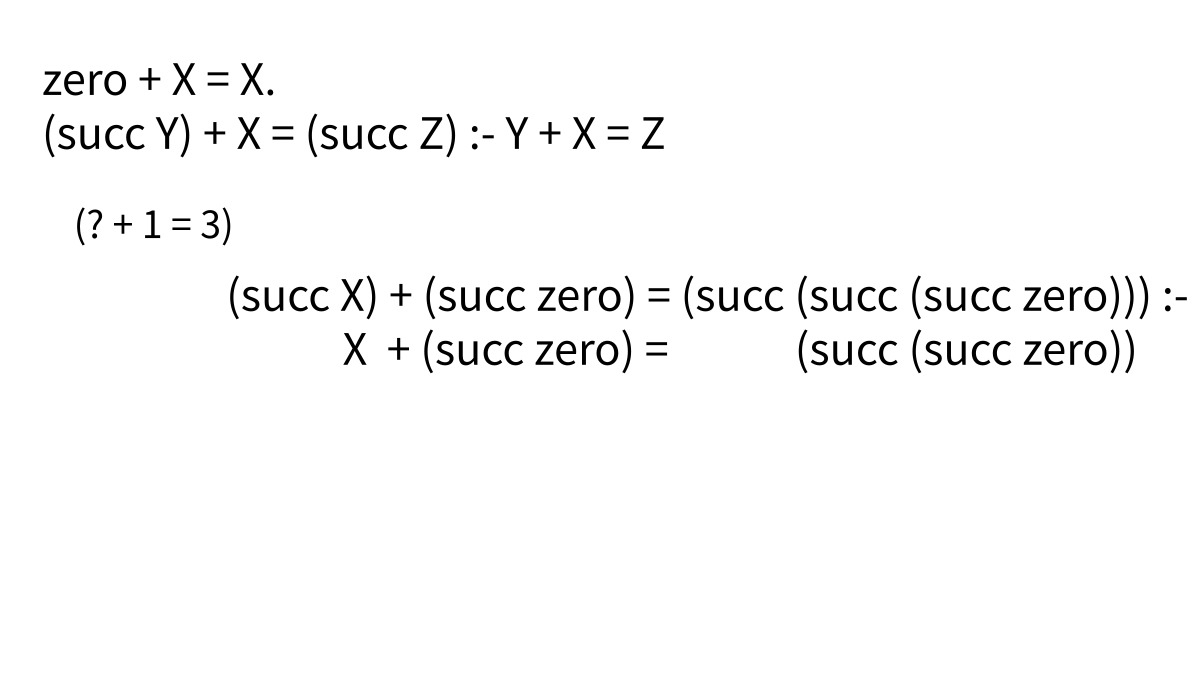 zero + X = X.
(succ Y) + X = (succ Z) :- Y + X = Z
(? + 1 = 3)
(succ X) + (succ zero) = (succ (succ (succ zero))) :-
X + (succ zero) = (succ (succ zero))